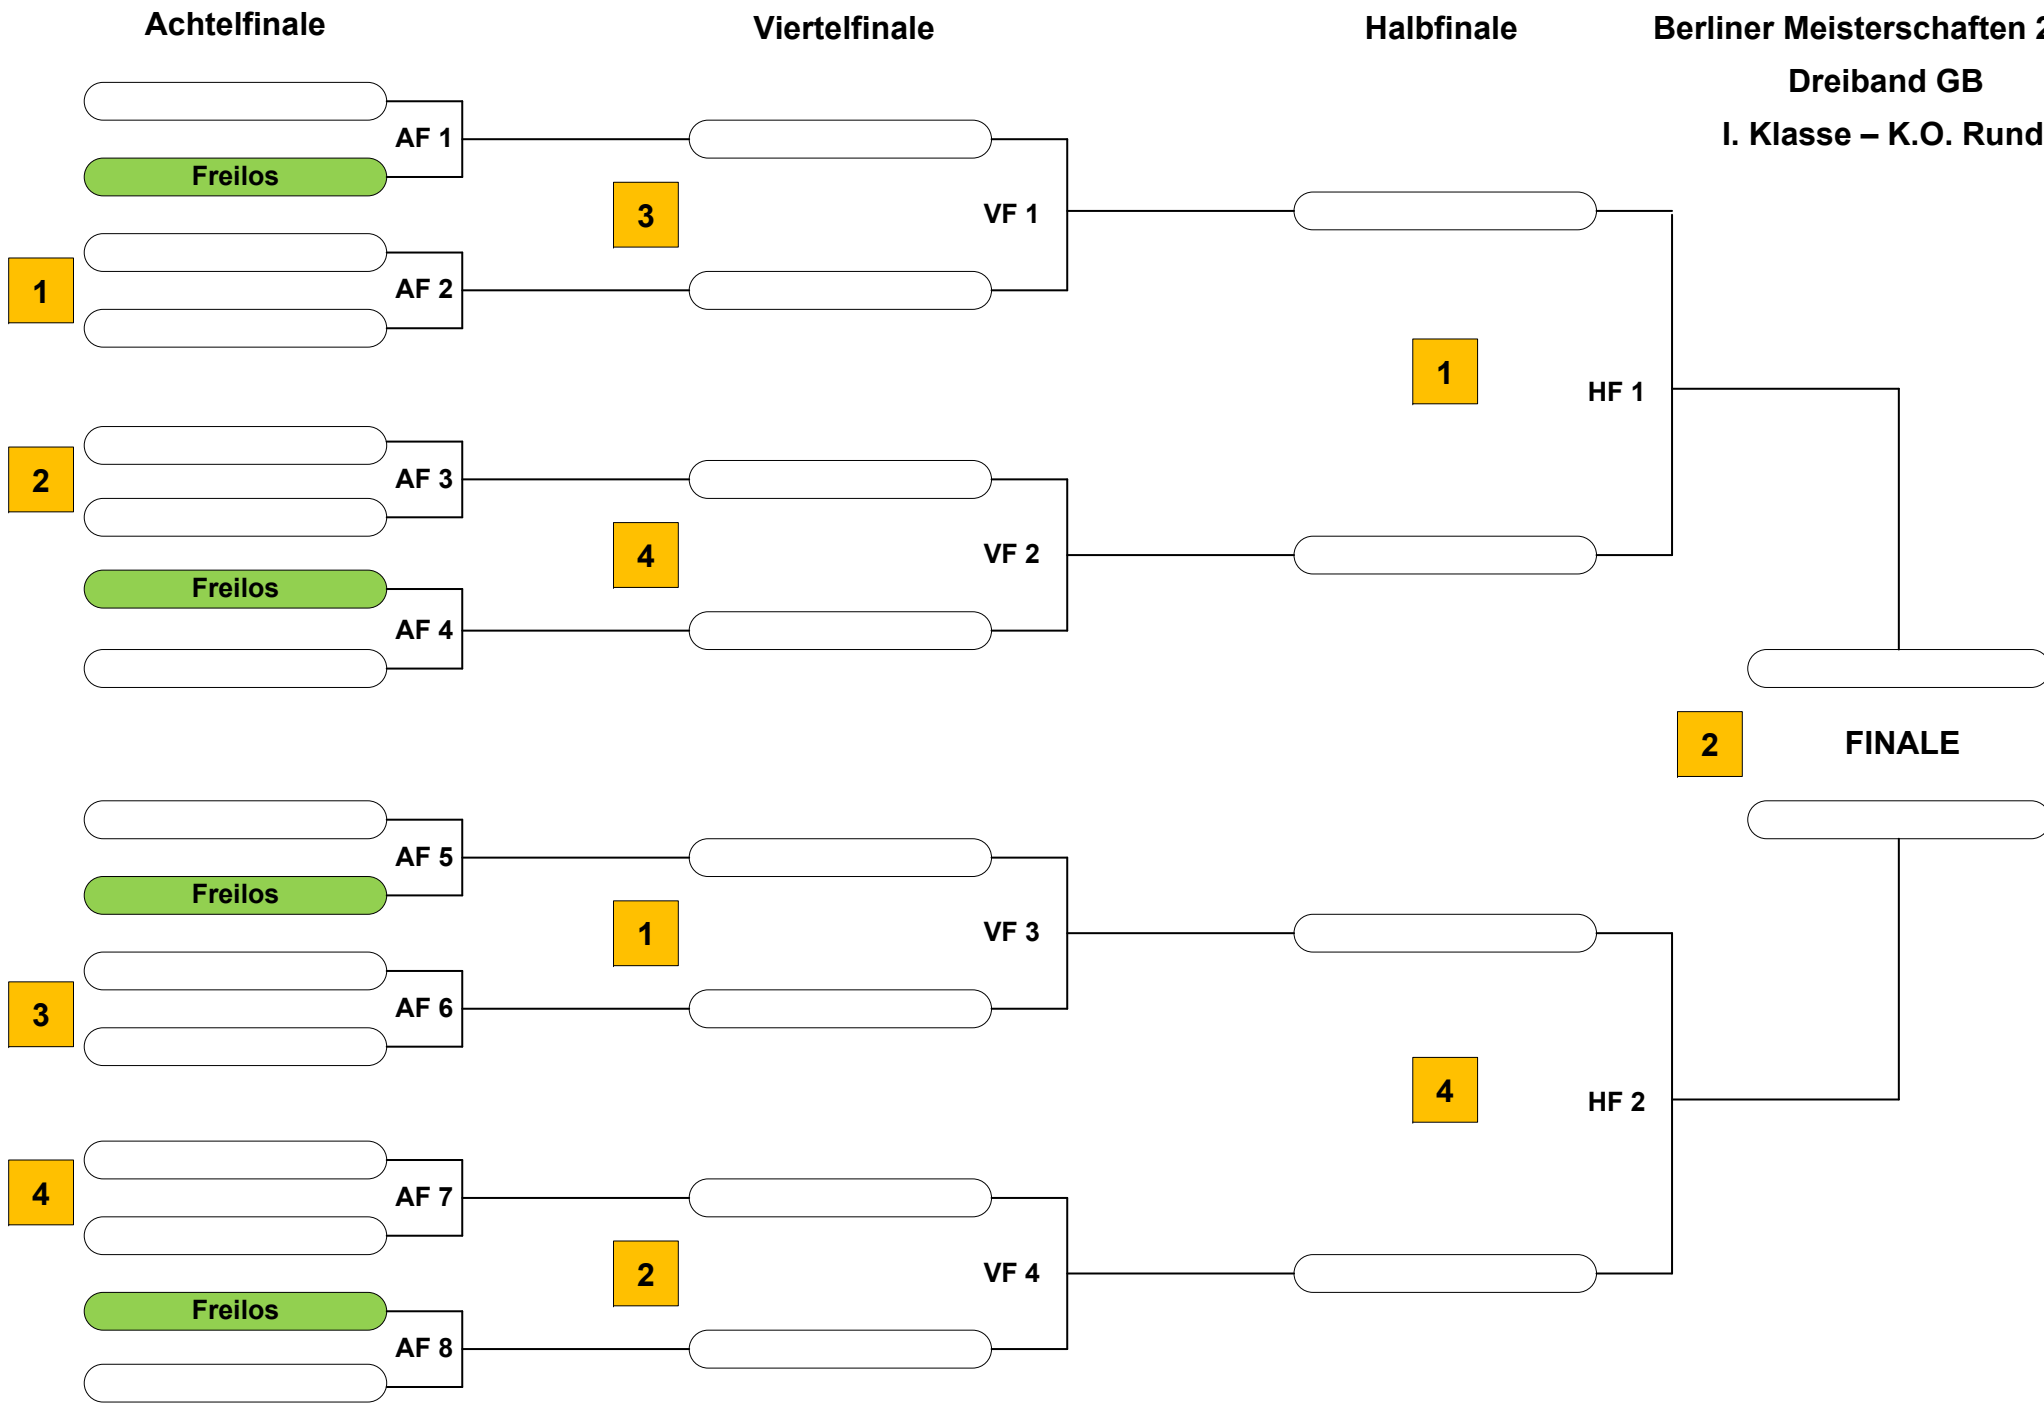 Achtelfinale
Viertelfinale
Halbfinale
Berliner Meisterschaften
Dreiband GB
I. Klasse – K.O. Rund
AF 1
Freilos
3
VF 1
1
AF 2
1
HF 1
2
AF 3
4
VF 2
Freilos
AF 4
2
FINALE
AF 5
Freilos
1
VF 3
3
AF 6
4
HF 2
4
AF 7
2
VF 4
Freilos
AF 8